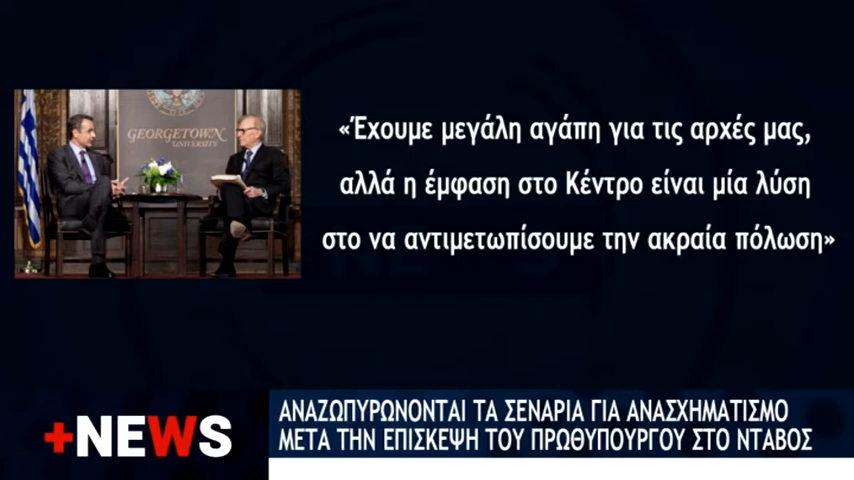 GEORGETOWN
UNIVERSITY
«Έχουμε μεγάλη αγάπη για τις αρχές μας,
αλλά η έμφαση στο Κέντρο είναι μία λύση
στο να αντιμετωπίσουμε την ακραία πόλωση»
+NEWS
ΑΝΑΖΩΠΥΡΩΝΟΝΤΑΙ ΤΑ ΣΕΝΑΡΙΑ ΓΙΑ ΑΝΑΣΧΗΜΑΤΙΣΜΟ
ΜΕΤΑ ΤΗΝ ΕΠΙΣΚΕΨΗ ΤΟΥ ΠΡΩΘΥΠΟΥΡΓΟΥ ΣΤΟ ΝΤΑΒΟΣ